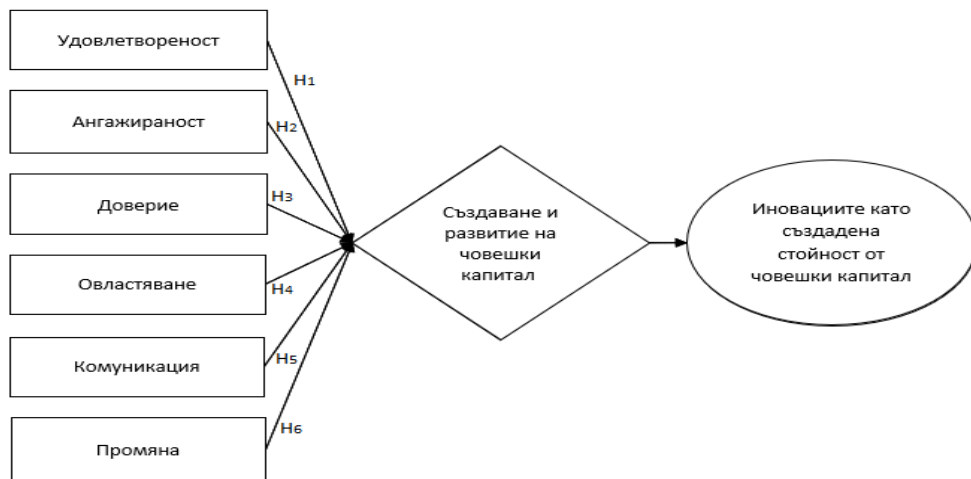 Удовлетвореност
H1
Ангажираност
H2
Доверие
H3
Овластяване
H4
Комуникация
H5
Промяна
H6
Създаване и
развитие на
човешки
капитал
Иновациите като
създадена
стойност от
човешки капитал